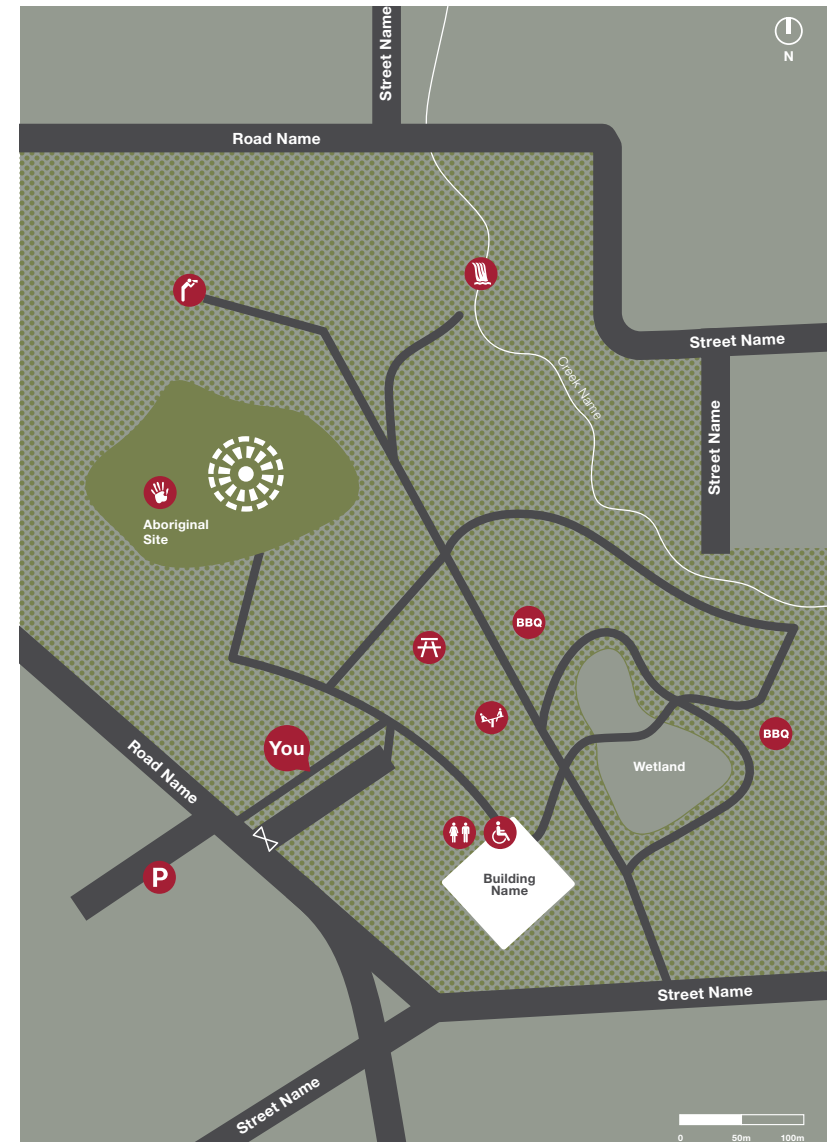 Street Name
N
Road Name
Street Name
Creek Name
Street Name
Aboriginal
Site
BBQ
BBQ
You
Road Name
Wetland
P
Building
Name
Street Name
Street Name
0 50m 100m